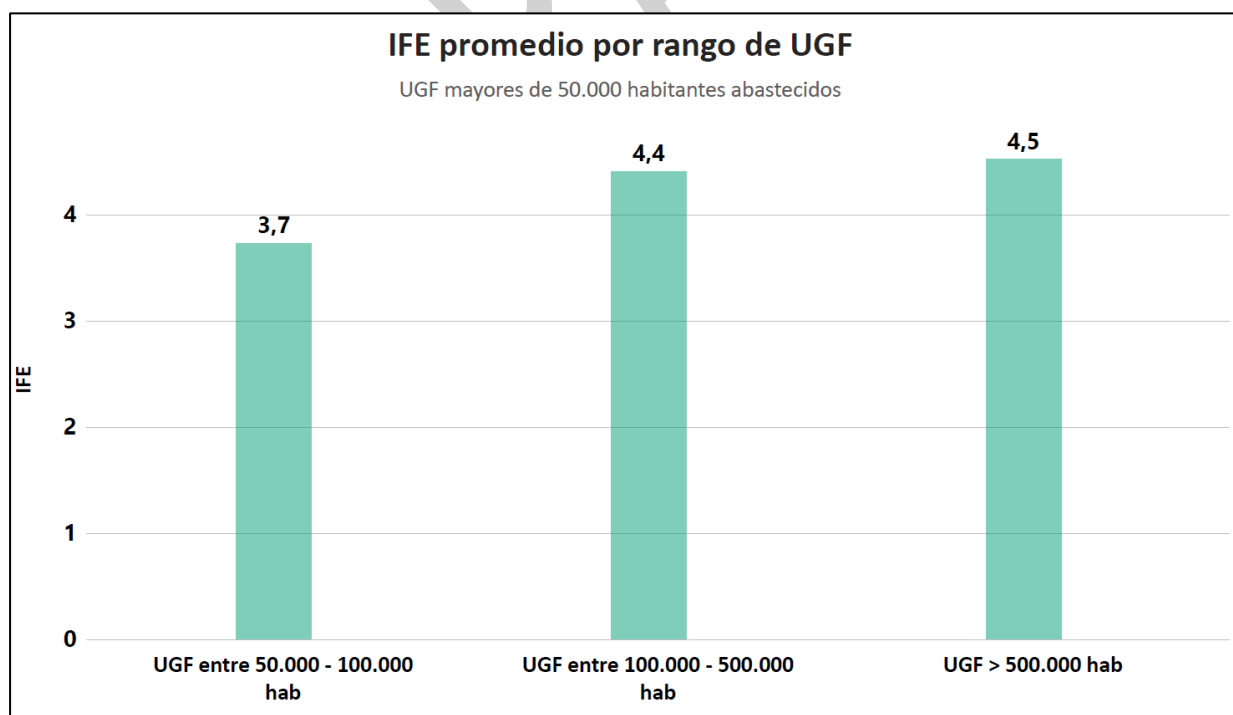 IFE promedio por rango de UGF
UGF mayores de 50.000 habitantes abastecidos
4,5
4,4
3,7
4
3
2
1
0
IFE
UGF entre 50.000 - 100.000
hab
UGF entre 100.000 - 500.000
hab
UGF > 500.000 hab